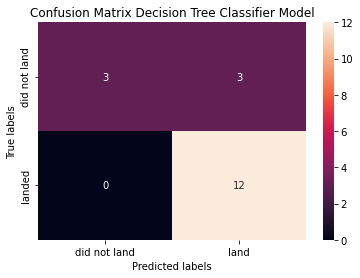 Confusion Matrix Decision Tree Classifier Model
did not land
landed
True labels
3 3
0 12
did not land land
Predicted labels
12
10
8
6
4
2
0